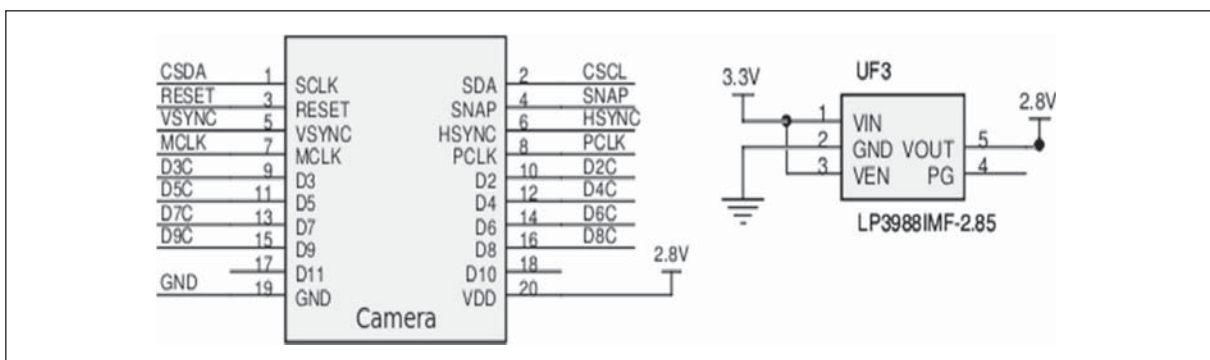 CSDA 1 SCLK SDA 2 CSCL
RESET 3 RESET SNAP 4 SNAP
VSYNC 5 VSYNC HSYNC 6 HSYNC
MCLK 7 MCLK PCLK 8 PCLK
D3C 9 D3 D2 10 D2C
D5C 11 D5 D4 12 D4C
D7C 13 D7 D6 14 D6C
D9C 15 D9 D8 16 D8C
17 D11 D10 18
GND 19 GND VDD 20 2.8V
Camera
UF3
3.3V 1 VIN
2 GND VOUT 5 2.8V
3 VEN PG 4
LP3988IMF-2.85